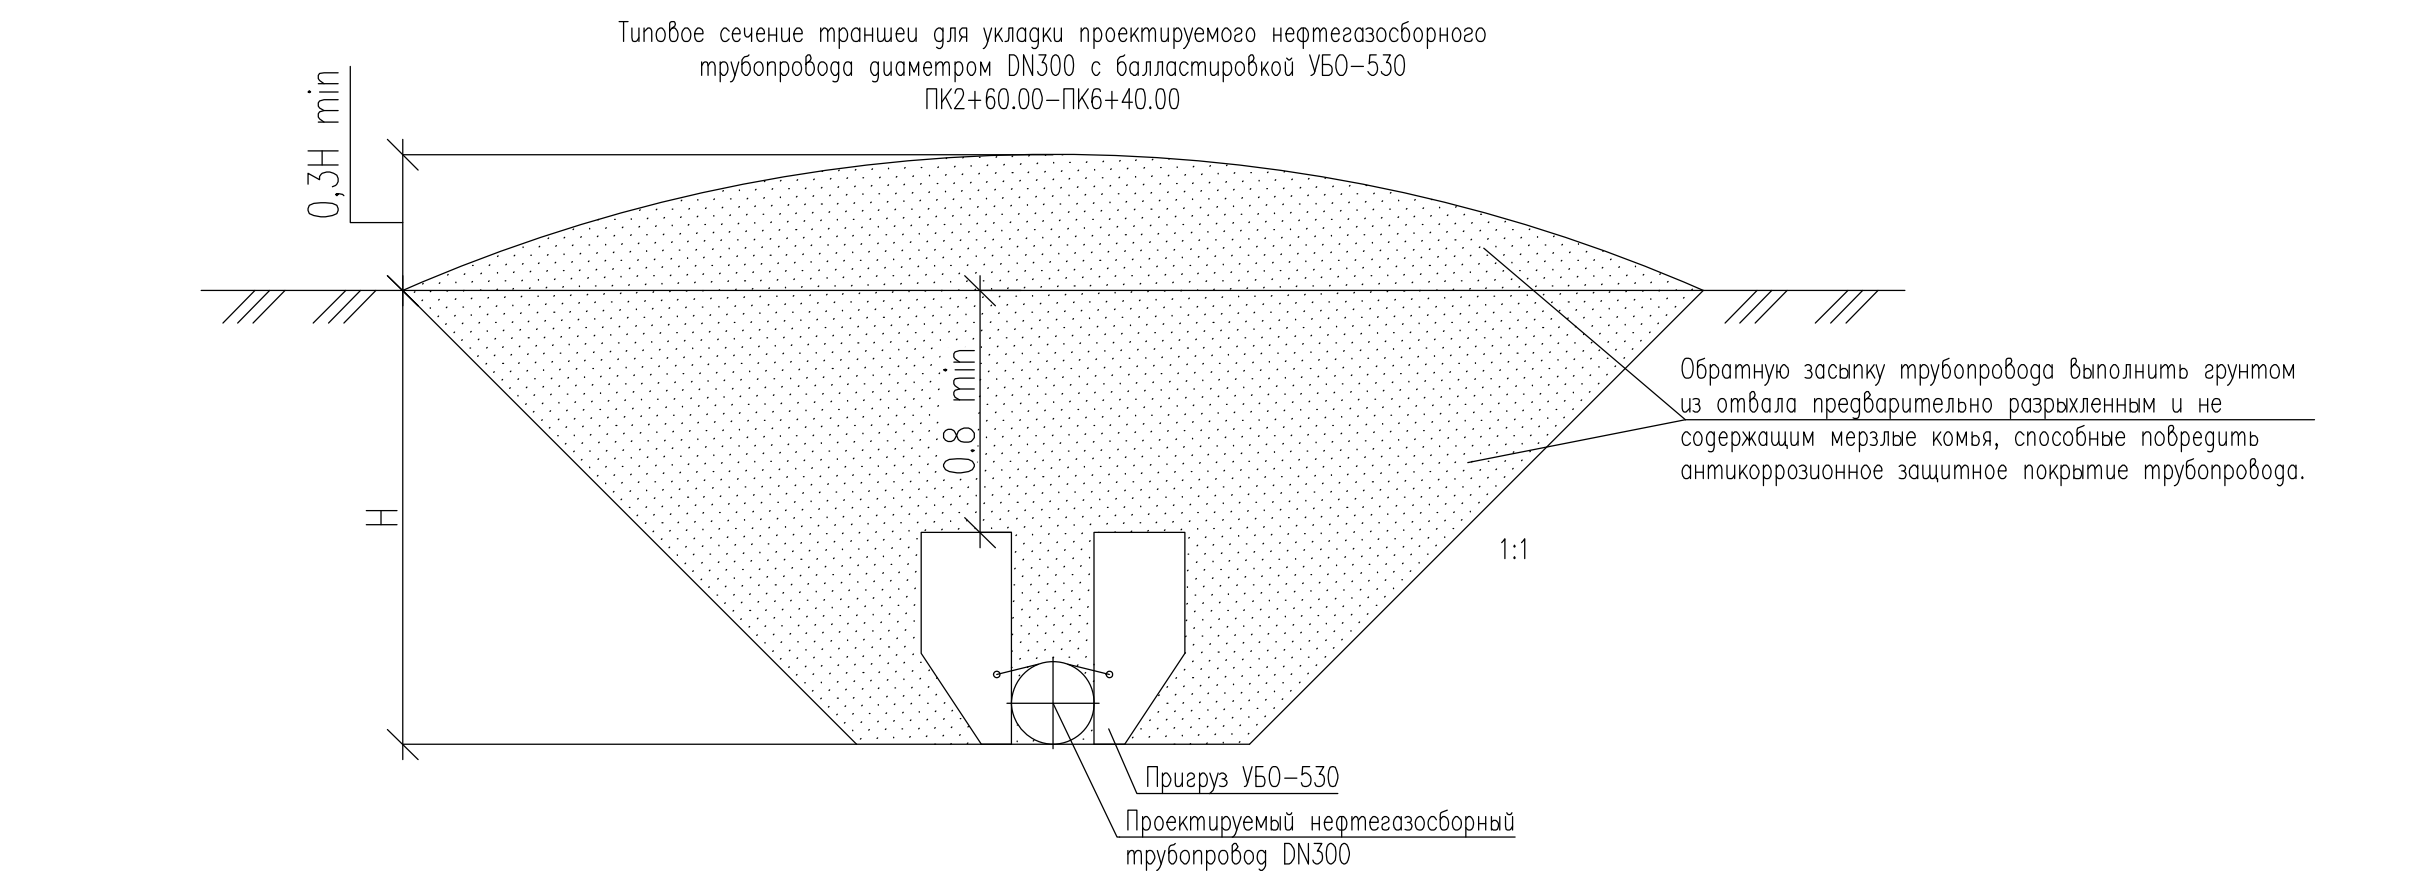 Типовое сечение траншеи для укладки проектируемого нефтегазосборного
трубопровода диаметром DN300 с балластировкой УБО-530
ПК2+60.00-ПК6+40.00
0,3H min
0.8 min
H
Обратную засыпку трубопровода выполнить грунтом
из отвала предварительно разрыхленным и не
содержащим мерзлые комья, способные повредить
антикоррозионное защитное покрытие трубопровода.
1:1
Пригруз УБО-530
Проектируемый нефтегазосборный
трубопровод DN300